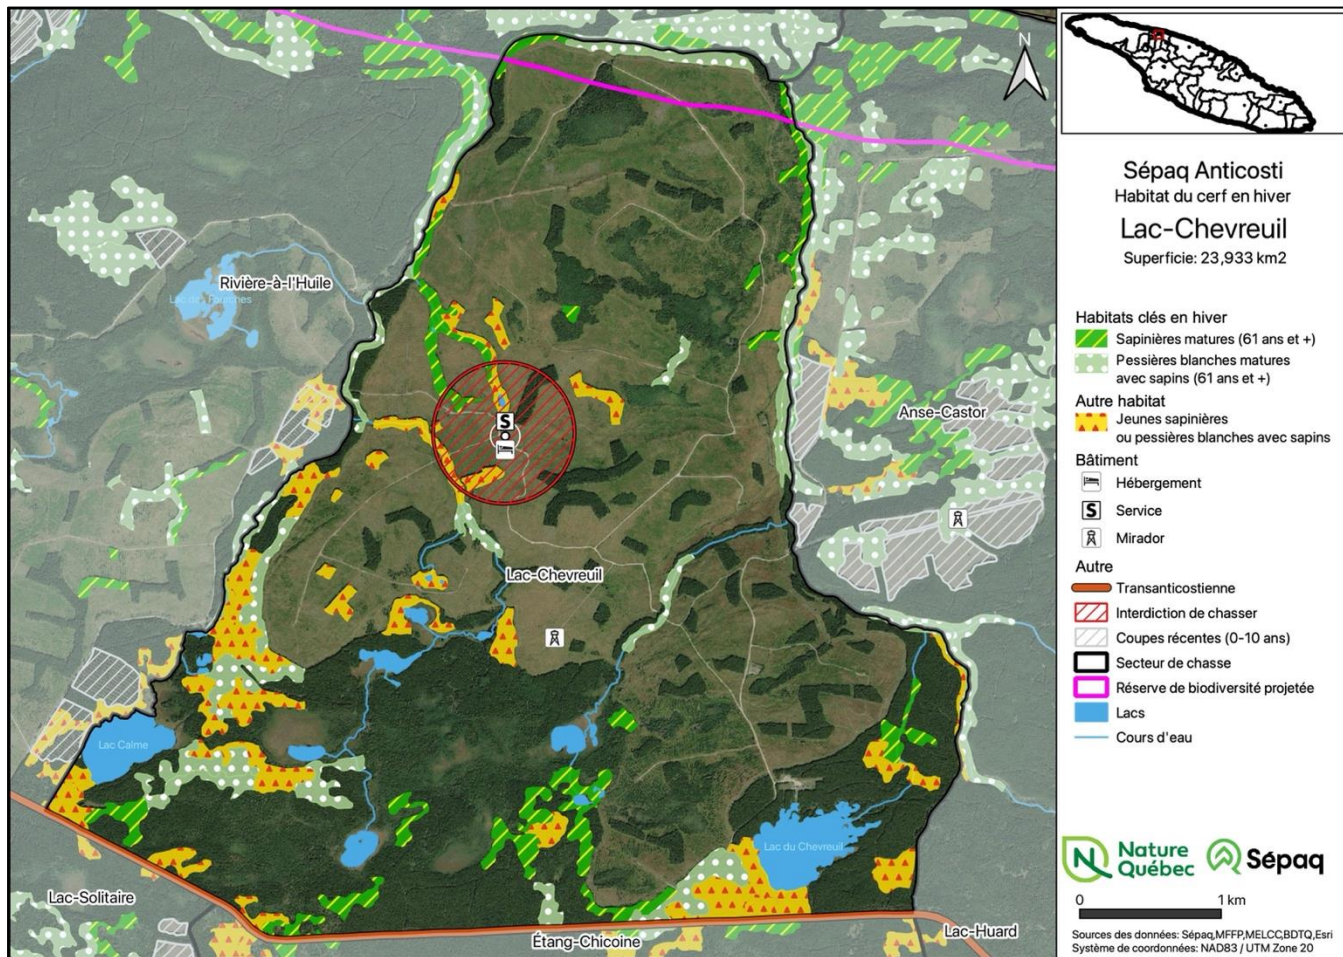 N
Rivière-à-l'Huile
Anse-Castor
Lac-Chevreuil
Lac Calme
Lac du Chevreuil
Lac-Solitaire
Étang-Chicoine
Lac-Huard
S
Sépaq Anticosti
Habitat du cerf en hiver
Lac-Chevreuil
Superficie: 23,933 km2
Habitats clés en hiver
Sapinières matures (61 ans et +)
Pessières blanches matures
avec sapins (61 ans et +)
Autre habitat
Jeunes sapinières
ou pessières blanches avec sapins
Bâtiment
Hébergement
S Service
Mirador
Autre
Transanticostienne
Interdiction de chasser
Coupes récentes (0-10 ans)
Secteur de chasse
Réserve de biodiversité projetée
Lacs
Cours d'eau
Nature
Québec
Sépaq
0 1 km
Sources des données: Sépaq,MFFP,MELCC,BDTQ,Esri
Système de coordonnées: NAD83 / UTM Zone 20